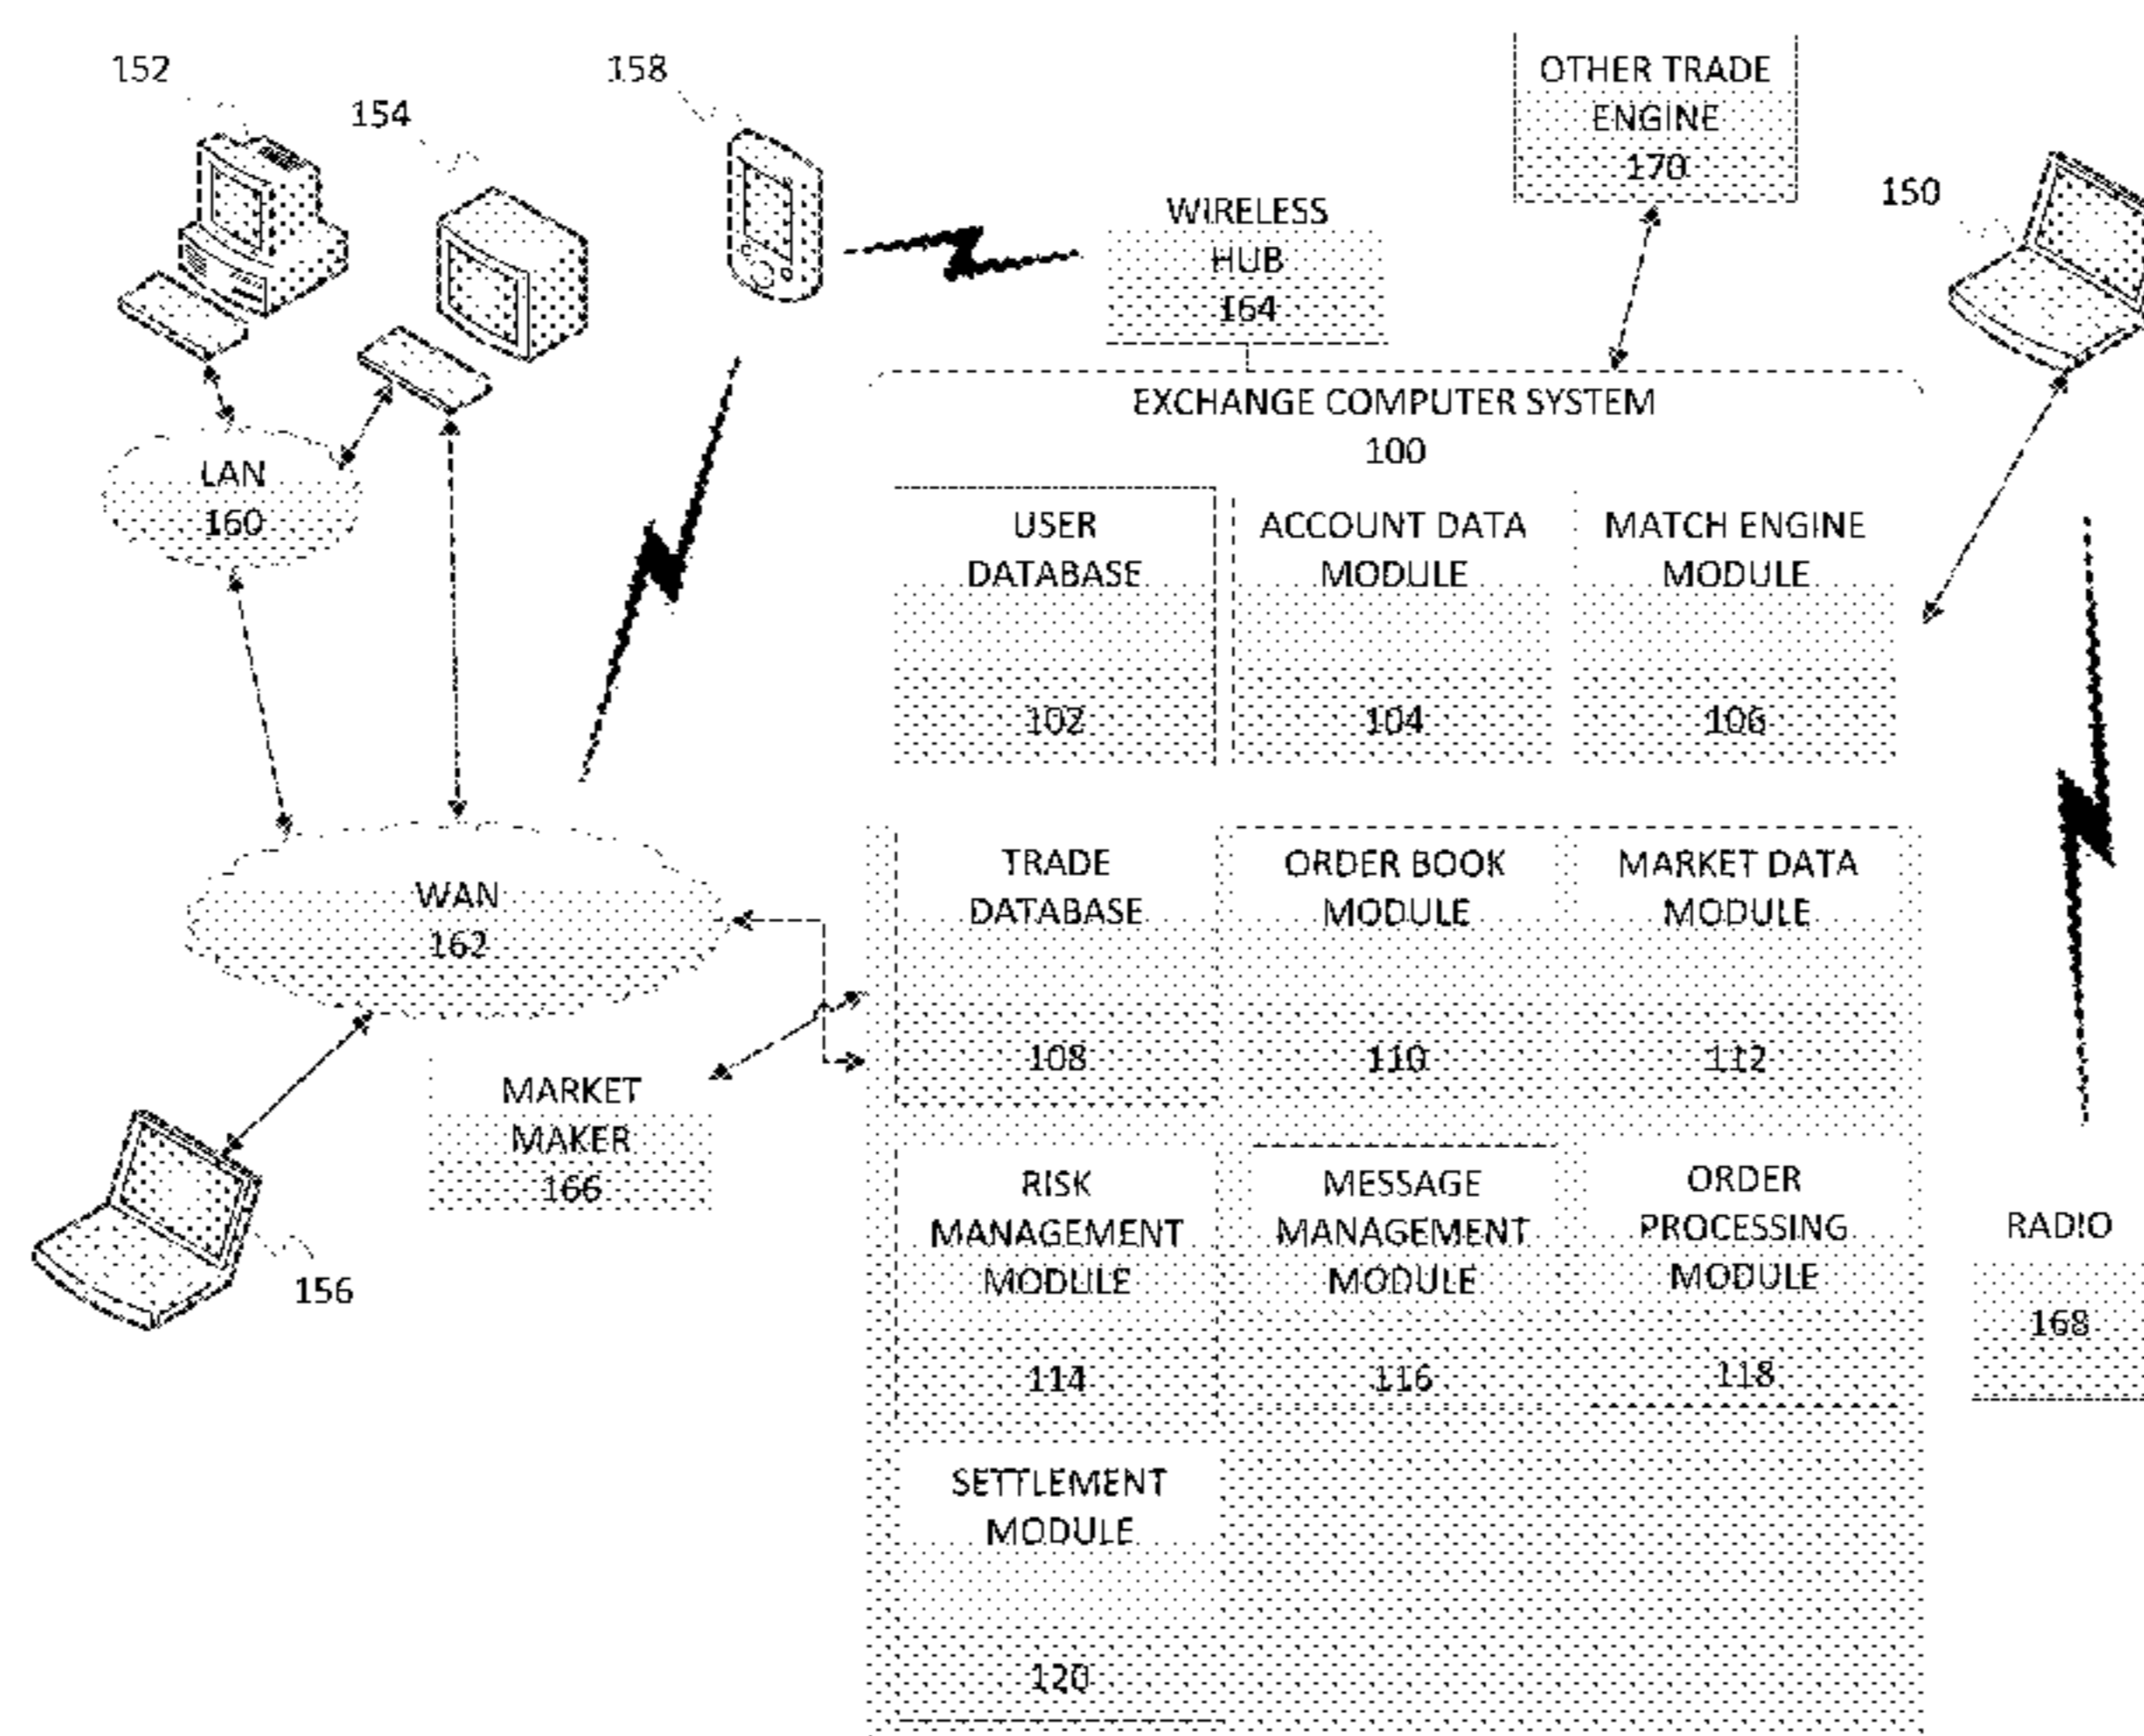 152
154
158
OTHER TRADE
ENGINE
170
150
WIRELESS
HUB
164
EXCHANGE COMPUTER SYSTEM
100
LAN
160
USER
DATABASE
102
ACCOUNT DATA
MODULE
104
MATCH ENGINE
MODULE
106
WAN
162
TRADE
DATABASE
108
ORDER BOOK
MODULE
110
MARKET DATA
MODULE
112
MARKET
MAKER
166
156
RISK
MANAGEMENT
MODULE
114
MESSAGE
MANAGEMENT
MODULE
116
ORDER
PROCESSING
MODULE
118
RADIO
168
SETTLEMENT
MODULE
120